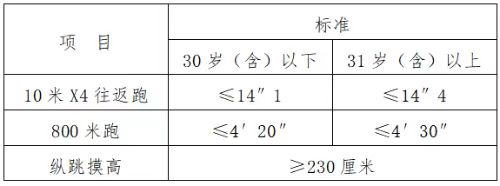 项 目
标准
30岁（含）以下
31岁（含）以上
10米X4往返跑
≤14″1
≤14″4
800米跑
≤4′20″
≤4′30″
纵跳摸高
≥230厘米